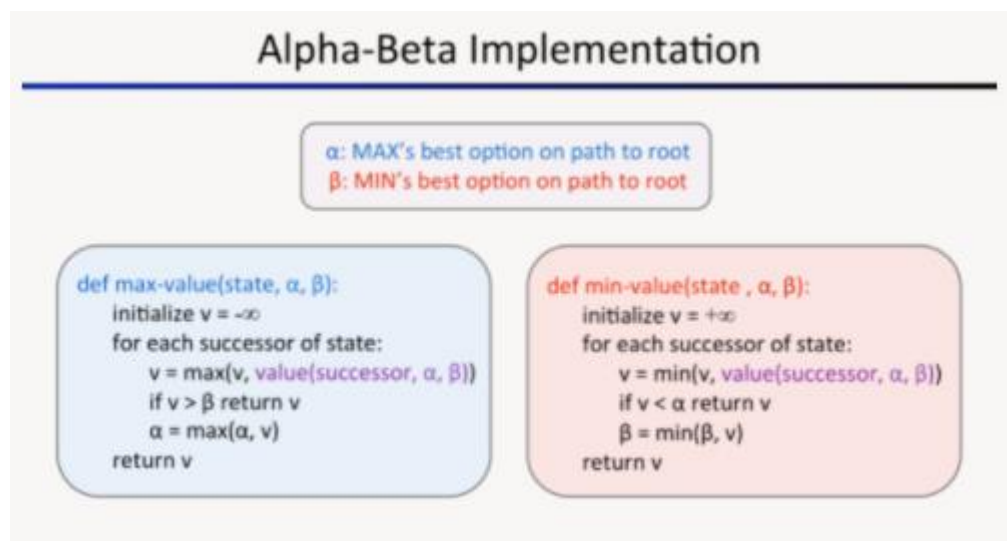 Alpha-Beta Implementation
α: MAX's best option on path to root
β: MIN's best option on path to root
def max-value(state, α, β):
initialize v = -∞
for each successor of state:
v = max(v, value(successor, α, β))
if v > β return v
α = max(α, v)
return v
def min-value(state , α, β):
initialize v = +∞
for each successor of state:
v = min(v, value(successor, α, β))
if v < α return v
β = min(β, v)
return v